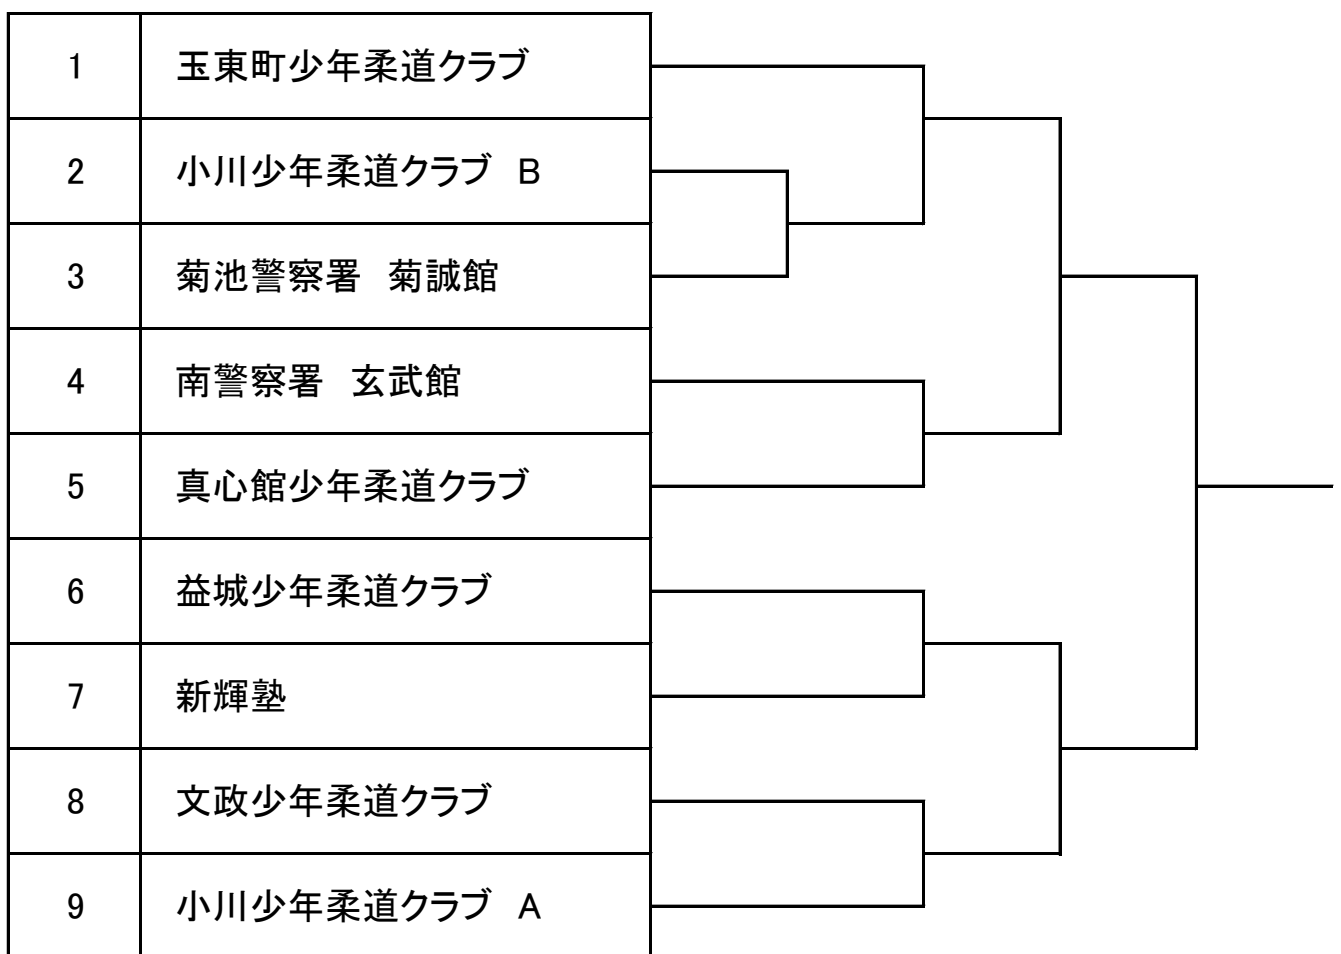 1 玉東町少年柔道クラブ
2 小川少年柔道クラブ　B
3 菊池警察署　菊誠館
4 南警察署　玄武館
5 真心館少年柔道クラブ
6 益城少年柔道クラブ
7 新輝塾
8 文政少年柔道クラブ
9 小川少年柔道クラブ　A